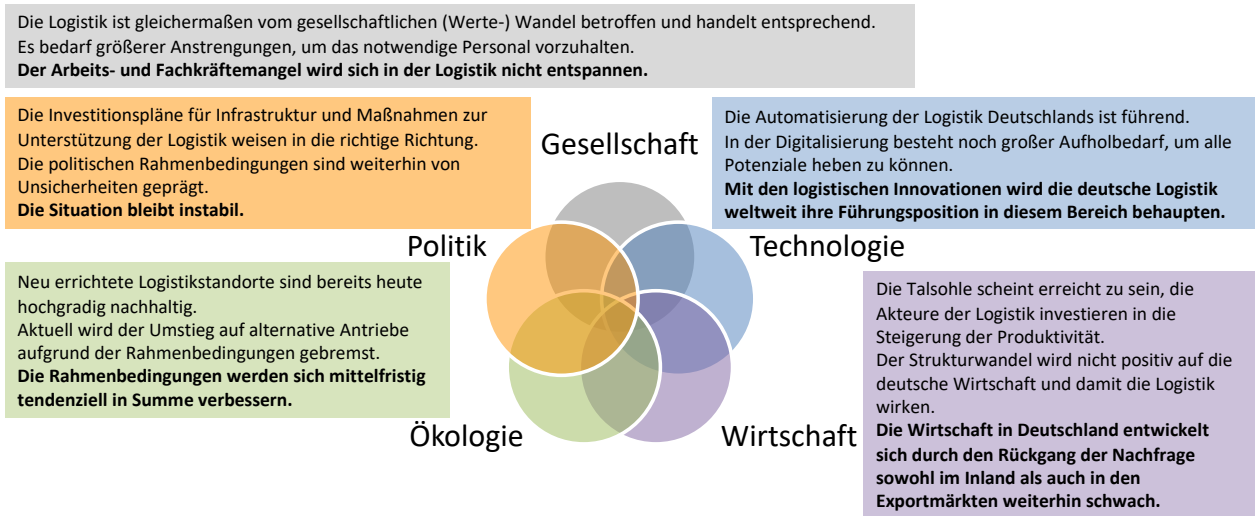 Die Logistik ist gleichermaßen vom gesellschaftlichen (Werte-) Wandel betroffen und handelt entsprechend.
Es bedarf größerer Anstrengungen, um das notwendige Personal vorzuhalten.
Der Arbeits- und Fachkräftemangel wird sich in der Logistik nicht entspannen.
Die Investitionspläne für Infrastruktur und Maßnahmen zur
Unterstützung der Logistik weisen in die richtige Richtung.
Die politischen Rahmenbedingungen sind weiterhin von
Unsicherheiten geprägt.
Die Situation bleibt instabil.
Gesellschaft
Die Automatisierung der Logistik Deutschlands ist führend.
In der Digitalisierung besteht noch großer Aufholbedarf, um alle
Potenziale heben zu können.
Mit den logistischen Innovationen wird die deutsche Logistik
weltweit ihre Führungsposition in diesem Bereich behaupten.
Politik
Technologie
Neu errichtete Logistikstandorte sind bereits heute
hochgradig nachhaltig.
Aktuell wird der Umstieg auf alternative Antriebe
aufgrund der Rahmenbedingungen gebremst.
Die Rahmenbedingungen werden sich mittelfristig
tendenziell in Summe verbessern.
Die Talsohle scheint erreicht zu sein, die
Akteure der Logistik investieren in die
Steigerung der Produktivität.
Der Strukturwandel wird nicht positiv auf die
deutsche Wirtschaft und damit die Logistik
wirken.
Die Wirtschaft in Deutschland entwickelt
sich durch den Rückgang der Nachfrage
sowohl im Inland als auch in den
Exportmärkten weiterhin schwach.
Ökologie
Wirtschaft